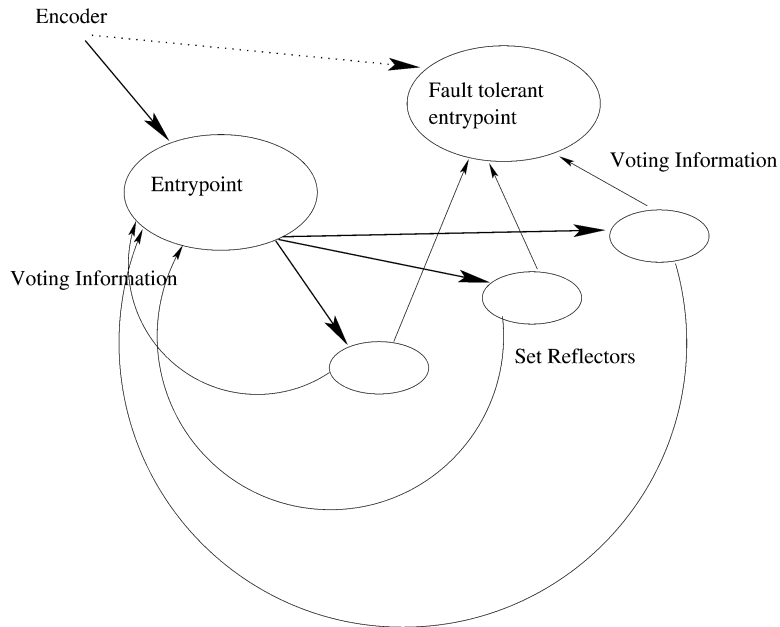 Encoder
Fault tolerant
entrypoint
Voting Information
Entrypoint
Voting Information
Set Reflectors